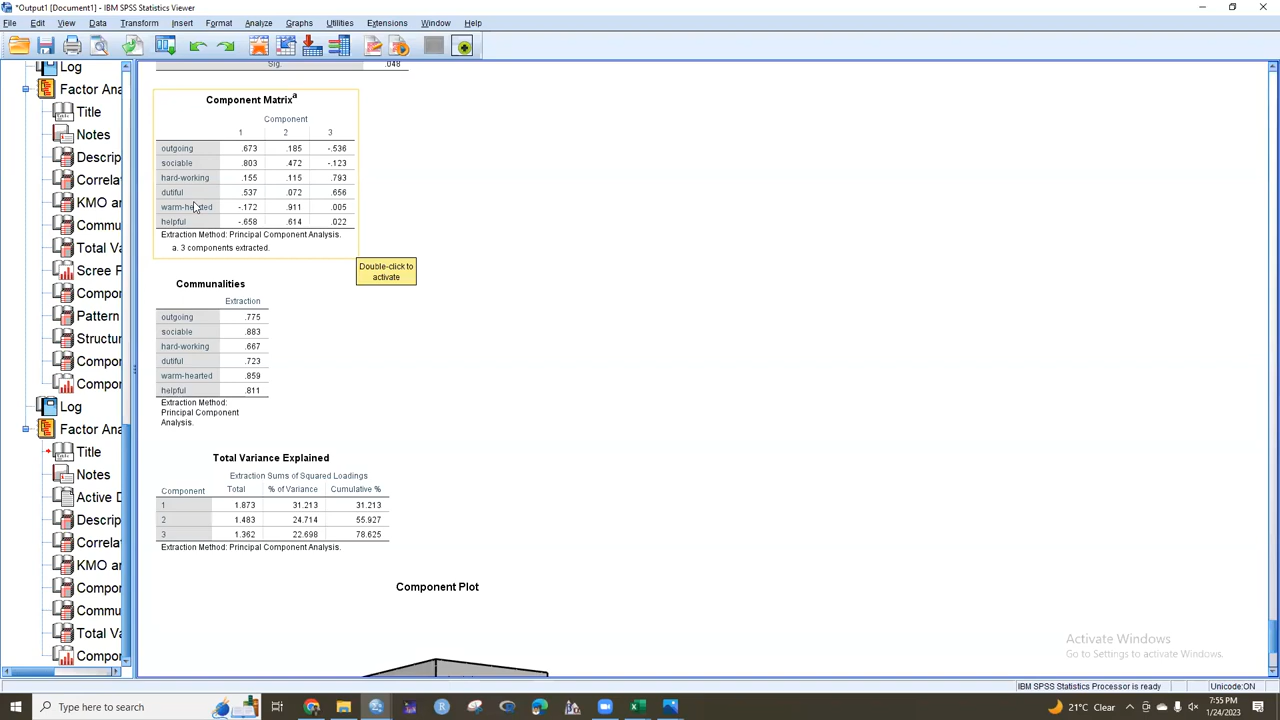 *Output1 [Document1] - IBM SPSS Statistics Viewer
File Edit View Data Transform Insert Format Analyze Graphs Utilities Extensions Window Help
Log
Factor Ana
Title
Notes
Descrip
Correla
KMO ar
Commu
Total Va
Scree P
Compo
Pattern
Structur
Compo
Compo
Log
Factor Ana
Title
Notes
Active D
Descrip
Correla
KMO ar
Compo
Commu
Total Va
Compo
Sig. .048
Component Matrixa
Component
1 2 3
outgoing .673 .185 -.536
sociable .803 .472 -.123
hard-working .155 .115 .793
dutiful .537 .072 .656
warm-hearted -.172 .911 .005
helpful -.658 .614 .022
Extraction Method: Principal Component Analysis.
a. 3 components extracted.
Double-click to
activate
Communalities
Extraction
outgoing .775
sociable .883
hard-working .667
dutiful .723
warm-hearted .859
helpful .811
Extraction Method:
Principal Component
Analysis.
Total Variance Explained
Extraction Sums of Squared Loadings
Component Total % of Variance Cumulative %
1 1.873 31.213 31.213
2 1.483 24.714 55.927
3 1.362 22.698 78.625
Extraction Method: Principal Component Analysis.
Component Plot
Activate Windows
Go to Settings to activate Windows.
IBM SPSS Statistics Processor is ready Unicode:ON
Type here to search
21°C Clear
7:55 PM
1/24/2023